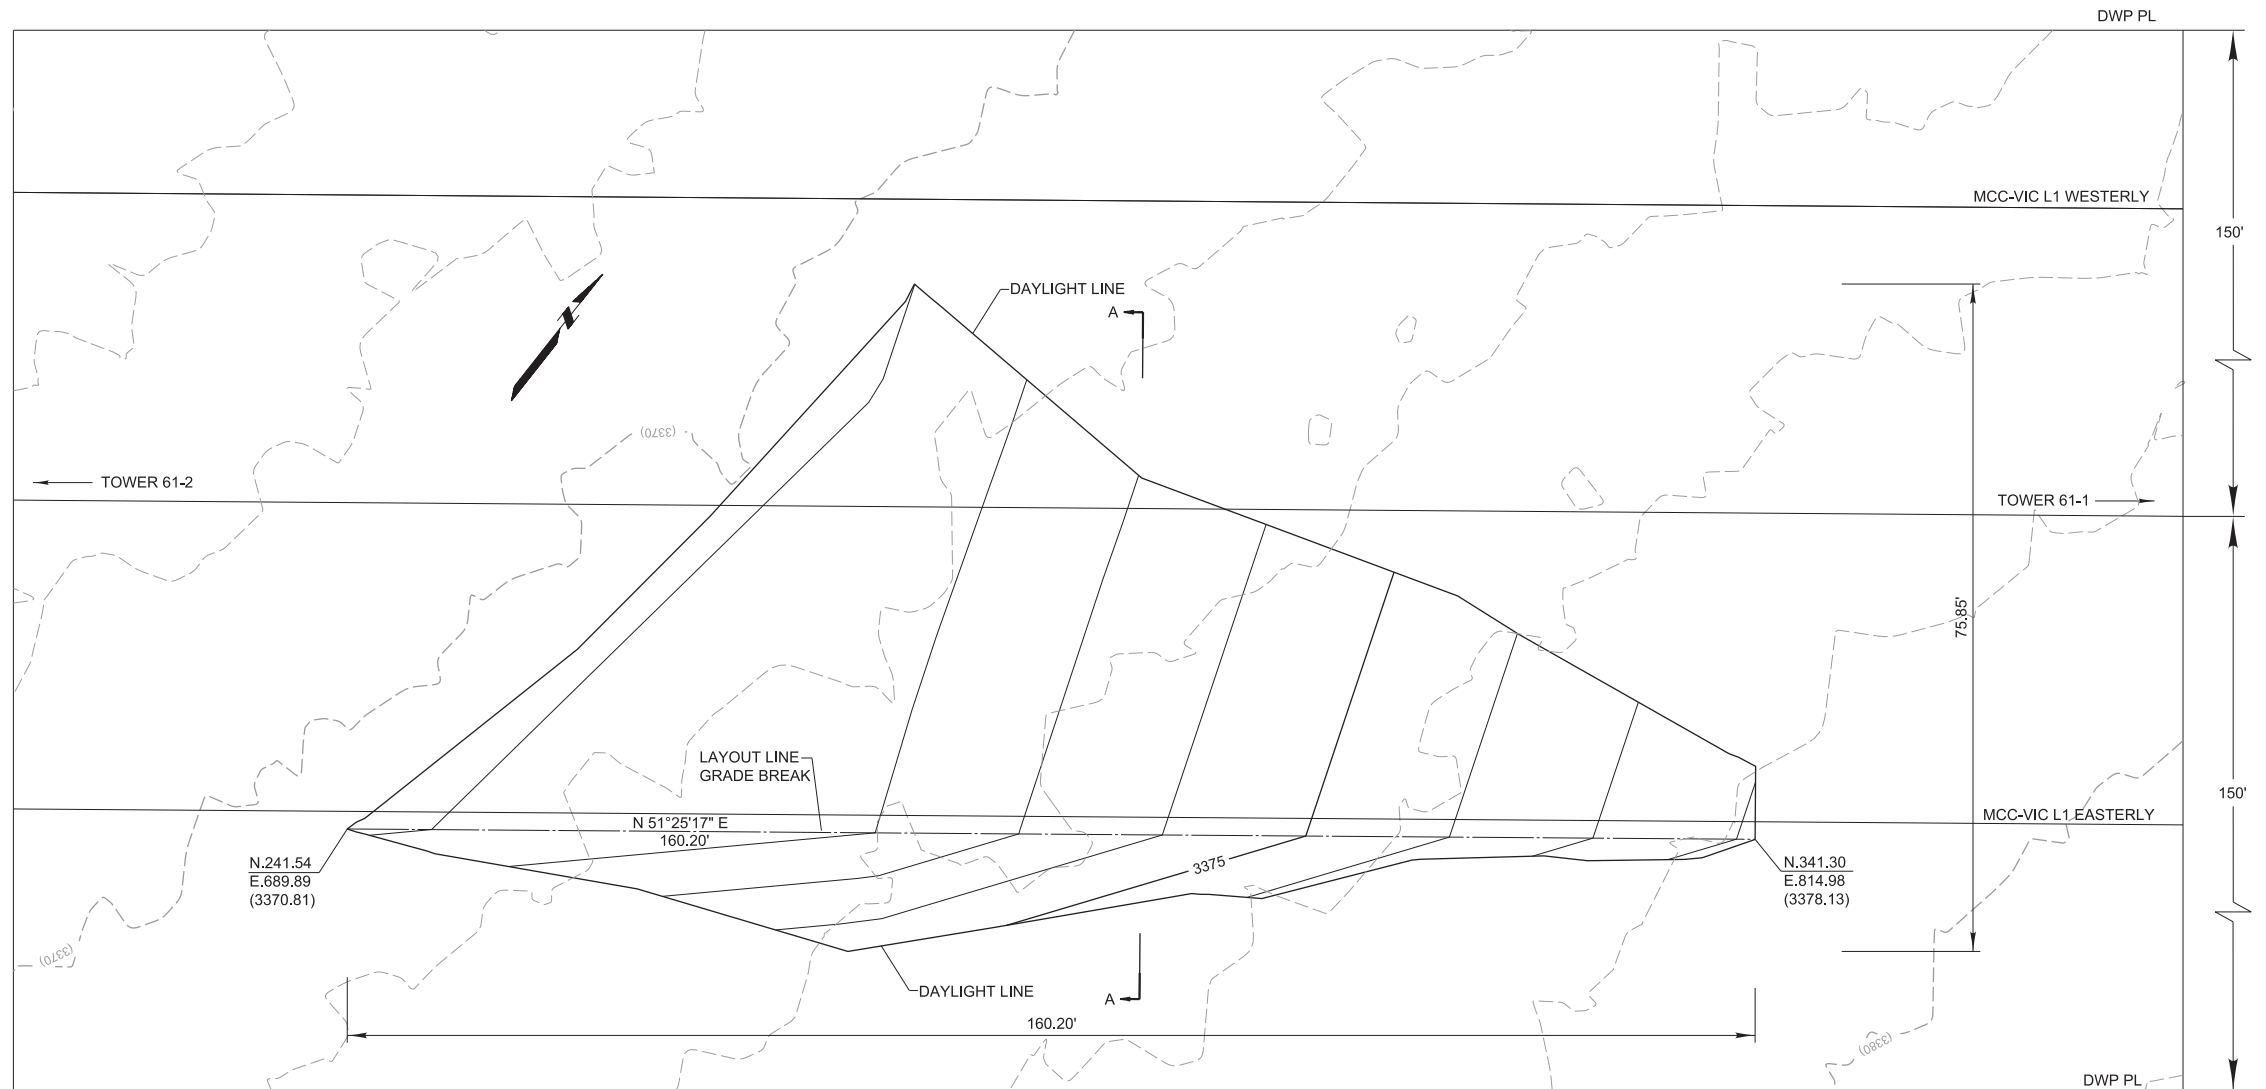 DWP PL
MCC-VIC L1 WESTERLY
150'
DAYLIGHT LINE
A
(3370)
TOWER 61-2
TOWER 61-1
75.85'
LAYOUT LINE
GRADE BREAK
N 51°25'17" E
160.20'
150'
MCC-VIC L1 EASTERLY
N.241.54
E.689.89
(3370.81)
3375
N.341.30
E.814.98
(3378.13)
(3370)
DAYLIGHT LINE
A
160.20'
(3380)
DWP PL